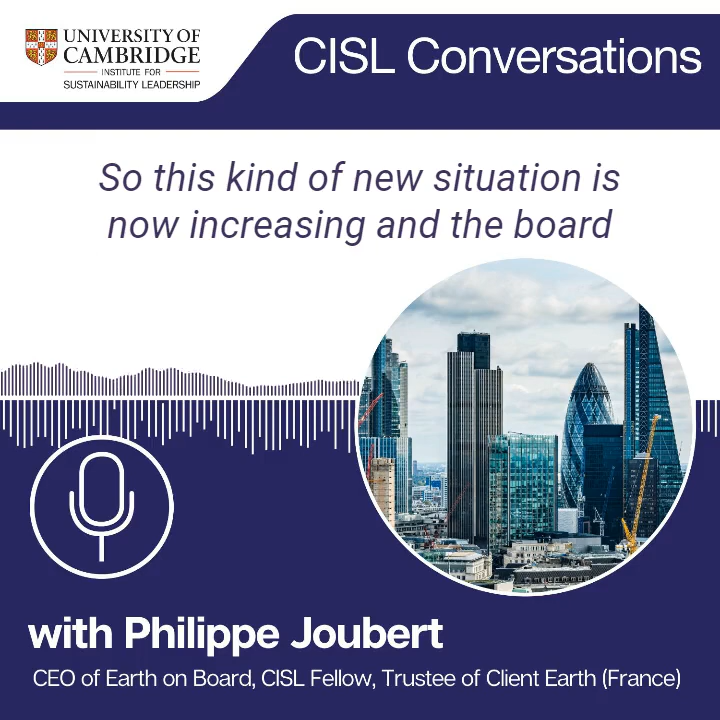 UNIVERSITY OF
CAMBRIDGE
INSTITUTE FOR
SUSTAINABILITY LEADERSHIP
CISL Conversations
So this kind of new situation is
now increasing and the board
with Philippe Joubert
CEO of Earth on Board, CISL Fellow, Trustee of Client Earth (France)